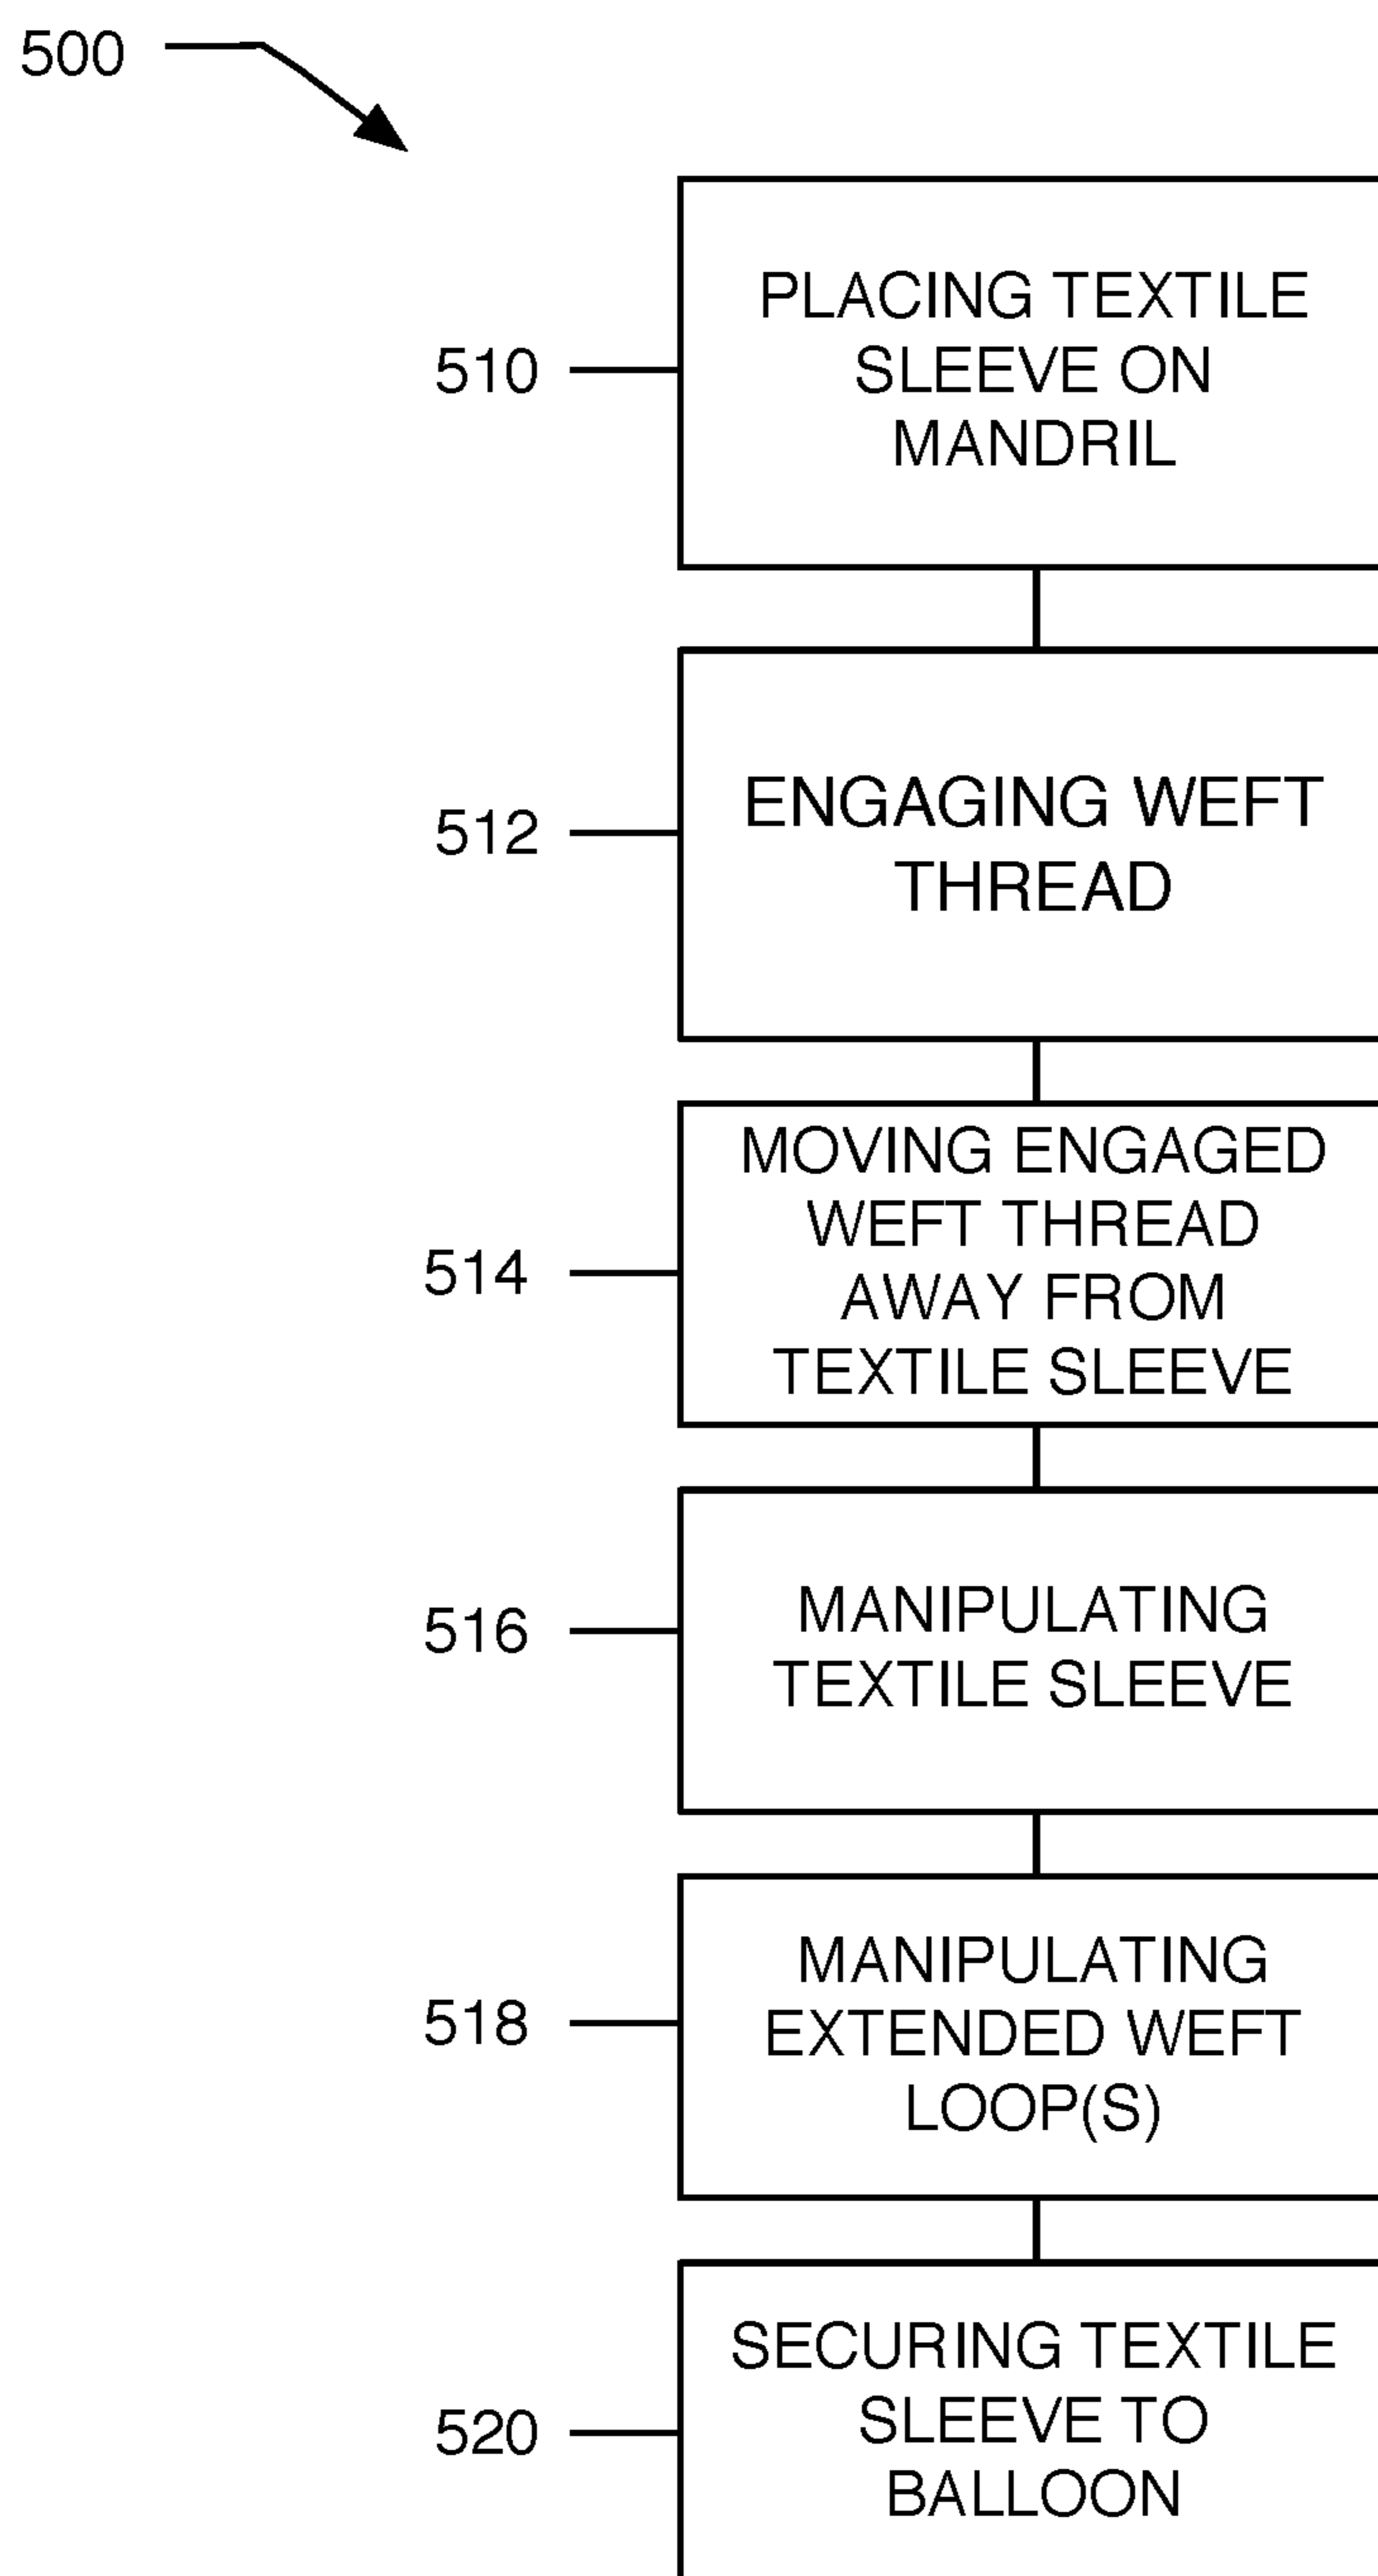 500
510
PLACING TEXTILE
SLEEVE ON
MANDRIL
512
ENGAGING WEFT
THREAD
514
MOVING ENGAGED
WEFT THREAD
AWAY FROM
TEXTILE SLEEVE
516
MANIPULATING
TEXTILE SLEEVE
518
MANIPULATING
EXTENDED WEFT
LOOP(S)
520
SECURING TEXTILE
SLEEVE TO
BALLOON